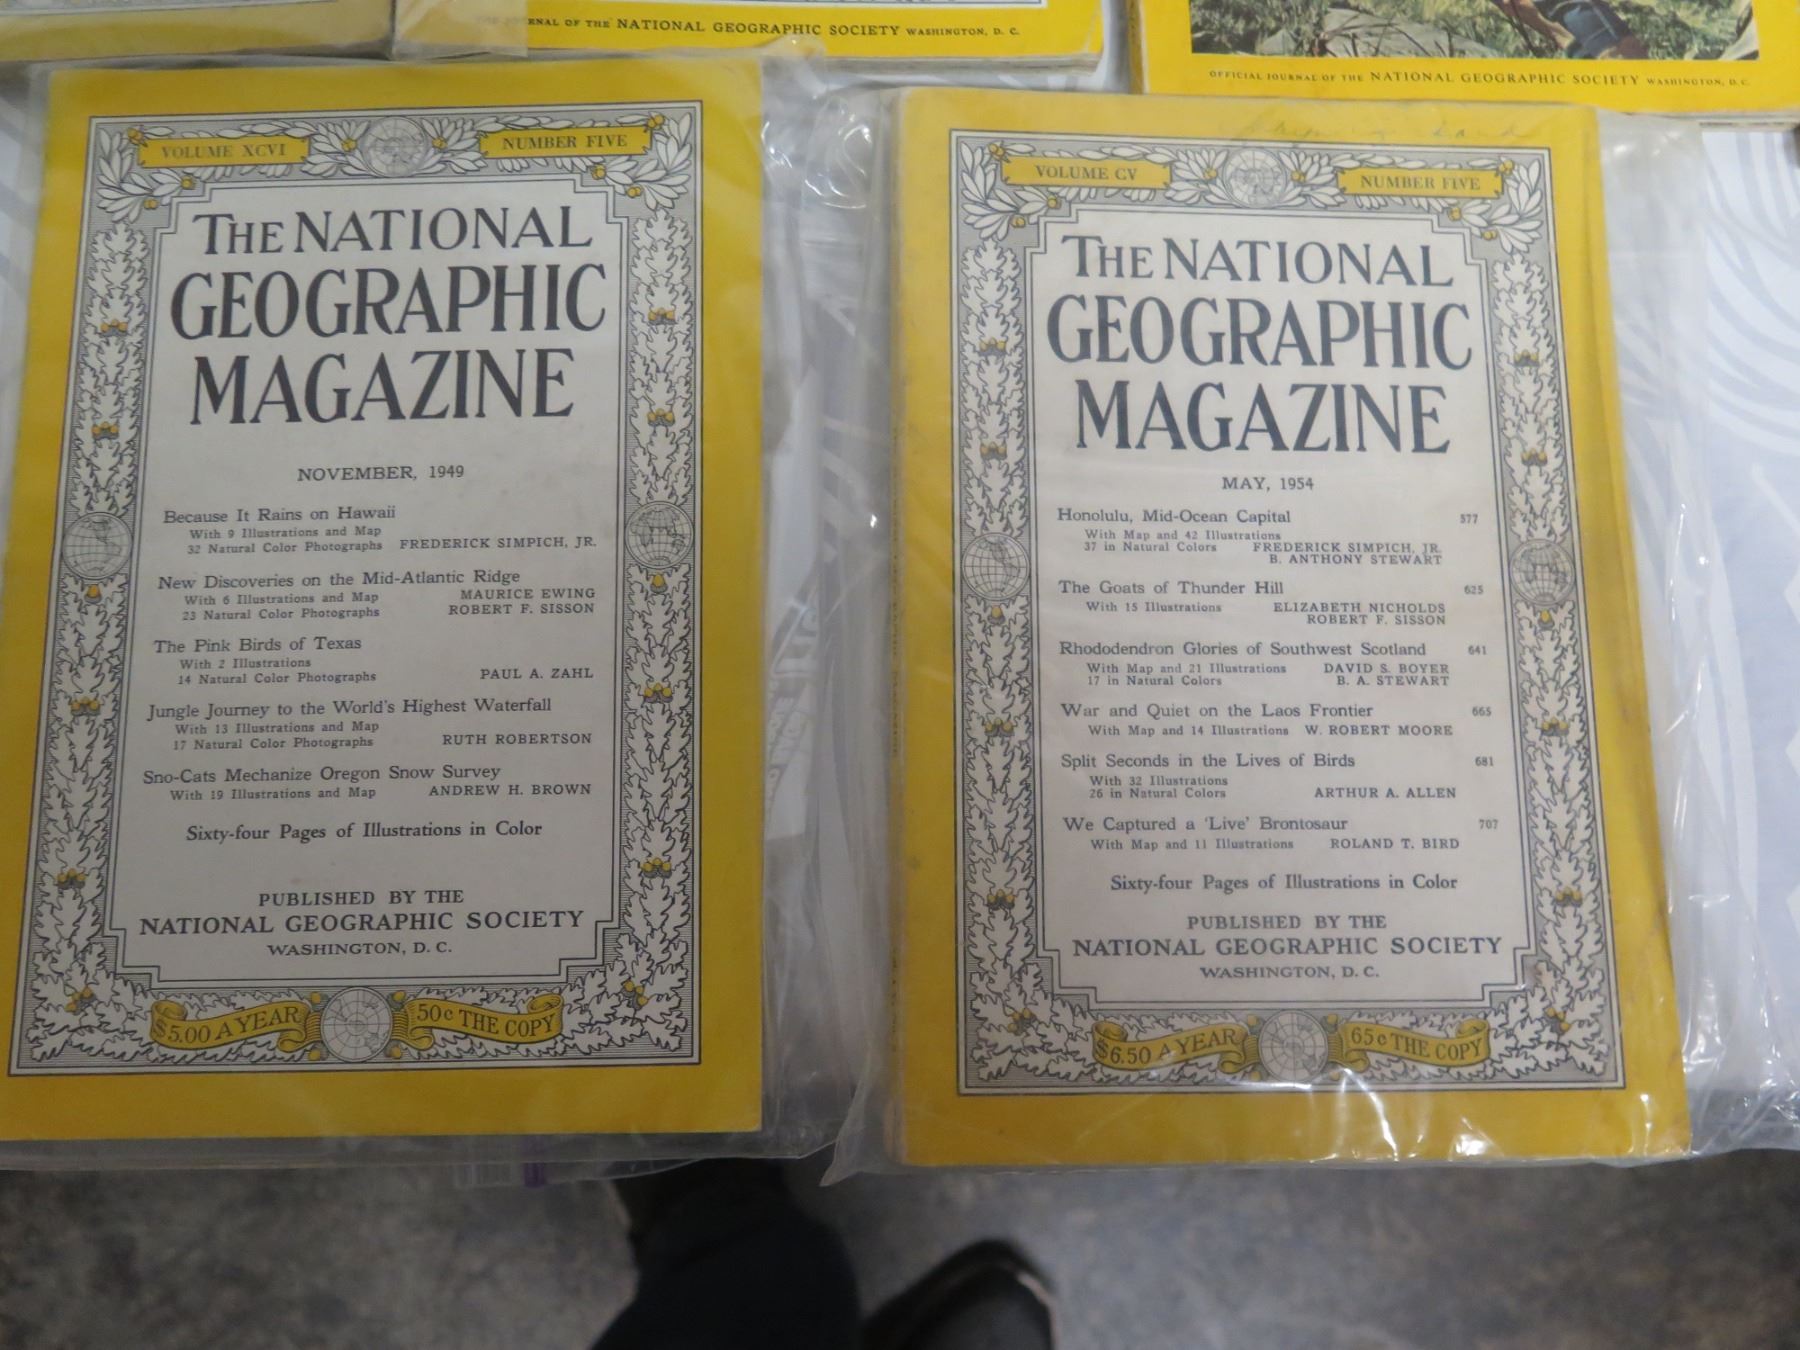 JOURNAL OF THE NATIONAL GEOGRAPHIC SOCIETY WASHINGTON, D. C.
OFFICIAL JOURNAL OF THE NATIONAL GEOGRAPHIC SOCIETY WASHINGTON, D. C.
VOLUME XCVI NUMBER FIVE
THE NATIONAL
GEOGRAPHIC
MAGAZINE
NOVEMBER, 1949
Because It Rains on Hawaii
With 9 Illustrations and Map
32 Natural Color Photographs FREDERICK SIMPICH, JR.
New Discoveries on the Mid-Atlantic Ridge
With 6 Illustrations and Map MAURICE EWING
23 Natural Color Photographs ROBERT F. SISSON
The Pink Birds of Texas
With 2 Illustrations
14 Natural Color Photographs PAUL A. ZAHL
Jungle Journey to the World's Highest Waterfall
With 13 Illustrations and Map
17 Natural Color Photographs RUTH ROBERTSON
Sno-Cats Mechanize Oregon Snow Survey
With 19 Illustrations and Map ANDREW H. BROWN
Sixty-four Pages of Illustrations in Color
PUBLISHED BY THE
NATIONAL GEOGRAPHIC SOCIETY
WASHINGTON, D. C.
$5.00 A YEAR 50c THE COPY
VOLUME CV NUMBER FIVE
THE NATIONAL
GEOGRAPHIC
MAGAZINE
MAY, 1954
Honolulu, Mid-Ocean Capital 577
With Map and 42 Illustrations
37 in Natural Colors FREDERICK SIMPICH, JR.
B. ANTHONY STEWART
The Goats of Thunder Hill 625
With 15 Illustrations ELIZABETH NICHOLDS
ROBERT F. SISSON
Rhododendron Glories of Southwest Scotland 641
With Map and 21 Illustrations DAVID S. BOYER
17 in Natural Colors B. A. STEWART
War and Quiet on the Laos Frontier 665
With Map and 14 Illustrations W. ROBERT MOORE
Split Seconds in the Lives of Birds 681
With 32 Illustrations
26 in Natural Colors ARTHUR A. ALLEN
We Captured a 'Live' Brontosaur 707
With Map and 11 Illustrations ROLAND T. BIRD
Sixty-four Pages of Illustrations in Color
PUBLISHED BY THE
NATIONAL GEOGRAPHIC SOCIETY
WASHINGTON, D. C.
$6.50 A YEAR 65c THE COPY